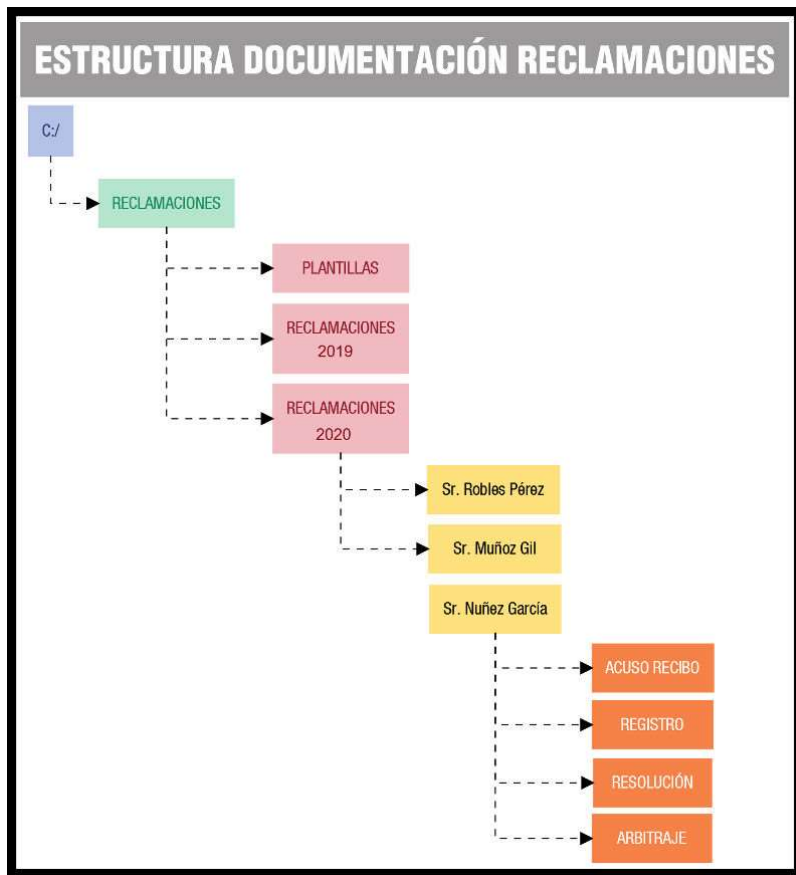 ESTRUCTURA DOCUMENTACIÓN RECLAMACIONES
C:/
RECLAMACIONES
PLANTILLAS
RECLAMACIONES
2019
RECLAMACIONES
2020
Sr. Robles Pérez
Sr. Muñoz Gil
Sr. Nuñez García
ACUSO RECIBO
REGISTRO
RESOLUCIÓN
ARBITRAJE